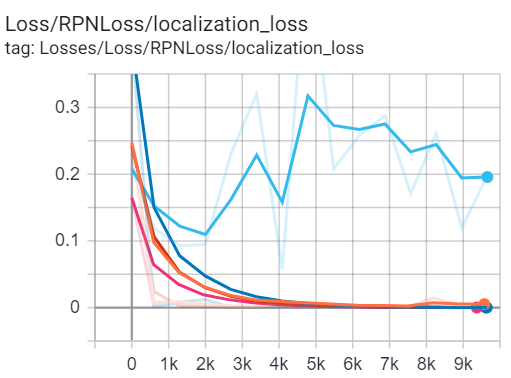 Loss/RPNLoss/localization_loss
tag: Losses/Loss/RPNLoss/localization_loss
0.3
0.2
0.1
0
0 1k 2k 3k 4k 5k 6k 7k 8k 9k